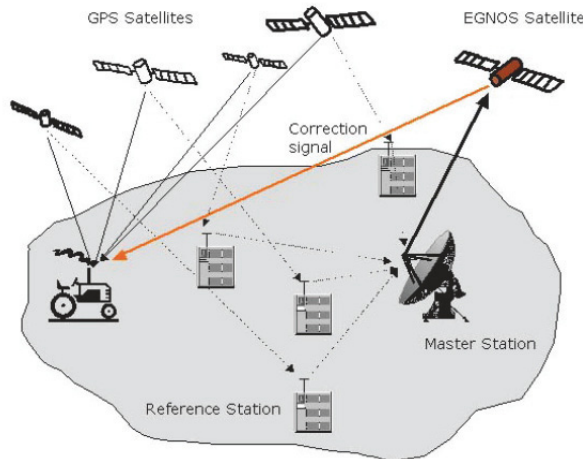 GPS Satellites
EGNOS Satellite
Correction
signal
Master Station
Reference Station